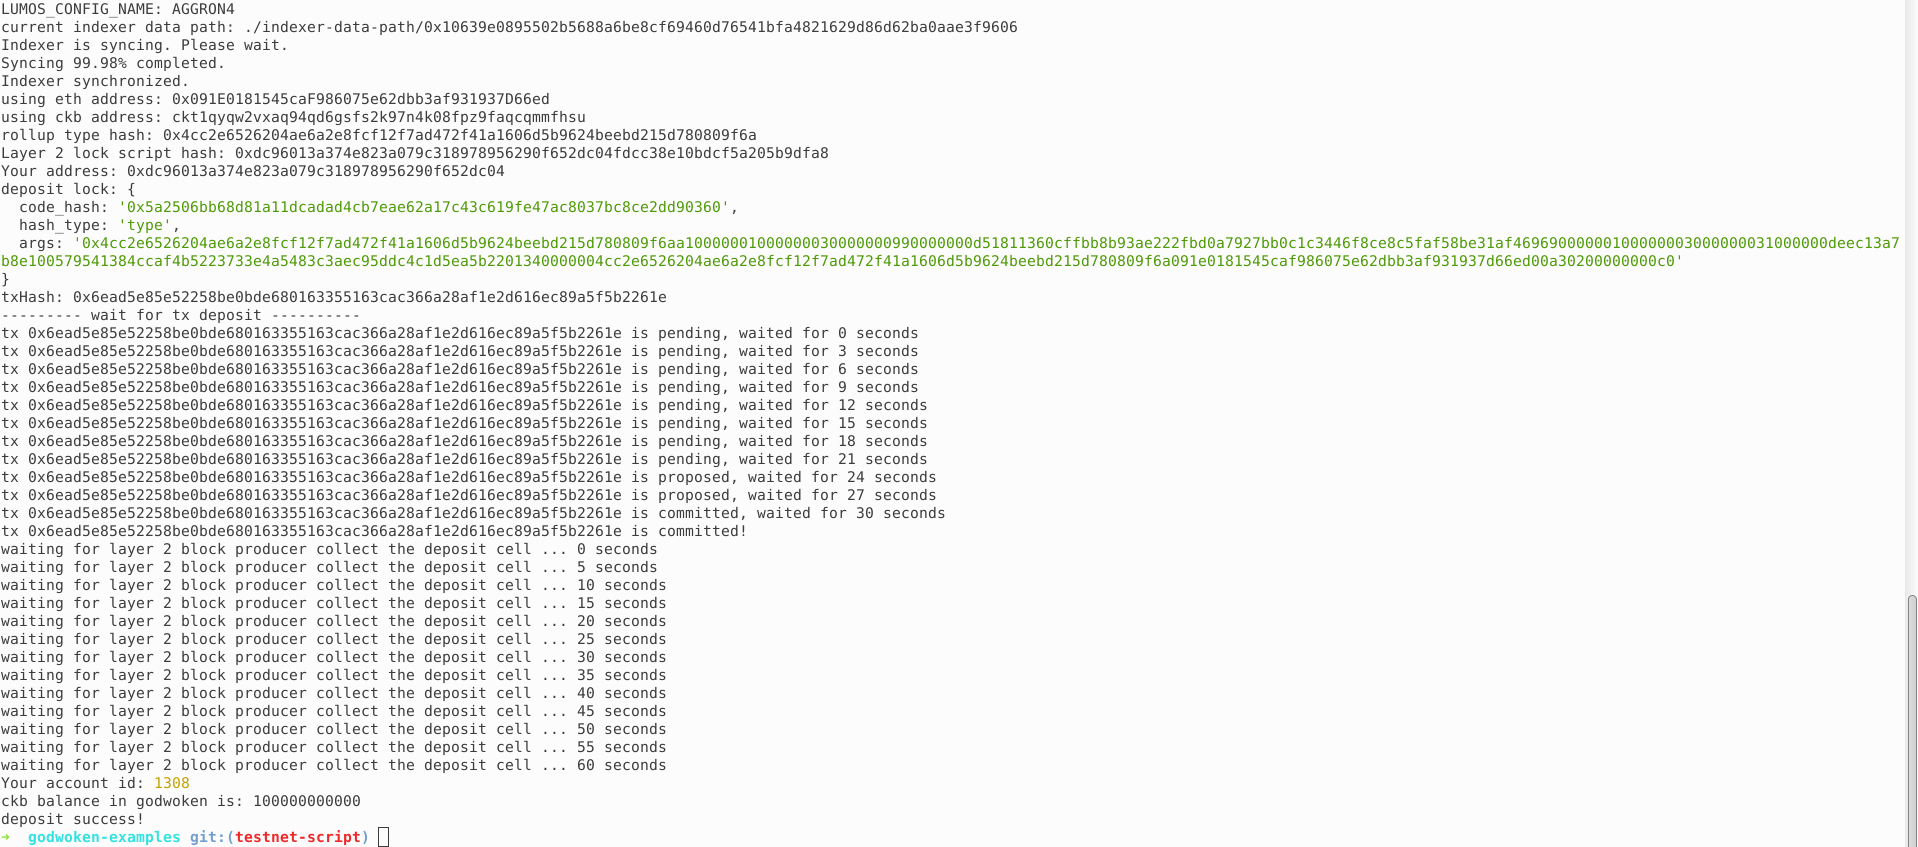 LUMOS_CONFIG_NAME: AGGRON4
current indexer data path: ./indexer-data-path/0x10639e0895502b5688a6be8cf69460d76541bfa4821629d86d62ba0aae3f9606
Indexer is syncing. Please wait.
Syncing 99.98% completed.
Indexer synchronized.
using eth address: 0x091E0181545caF986075e62dbb3af931937D66ed
using ckb address: ckt1qyqw2vxaq94qd6gsfs2k97n4k08fpz9faqcqmmfhsu
rollup type hash: 0x4cc2e6526204ae6a2e8fcf12f7ad472f41a1606d5b9624beebd215d780809f6a
Layer 2 lock script hash: 0xdc96013a374e823a079c318978956290f652dc04fdcc38e10bdcf5a205b9dfa8
Your address: 0xdc96013a374e823a079c318978956290f652dc04
deposit lock: {
  code_hash: '0x5a2506bb68d81a11dcadad4cb7eae62a17c43c619fe47ac8037bc8ce2dd90360',
  hash_type: 'type',
  args: '0x4cc2e6526204ae6a2e8fcf12f7ad472f41a1606d5b9624beebd215d780809f6aa10000001000000030000000990000000d51811360cffbb8b93ae222fbd0a7927bb0c1c3446f8ce8c5faf58be31af4696900000010000000300000000310000000deec13a7
b8e100579541384ccaf4b5223733e4a5483c3aec95ddc4c1d5ea5b2201340000004cc2e6526204ae6a2e8fcf12f7ad472f41a1606d5b9624beebd215d780809f6a091e0181545caf986075e62dbb3af931937d66ed00a30200000000c0'
}
txHash: 0x6ead5e85e52258be0bde680163355163cac366a28af1e2d616ec89a5f5b2261e
--------- wait for tx deposit ----------
tx 0x6ead5e85e52258be0bde680163355163cac366a28af1e2d616ec89a5f5b2261e is pending, waited for 0 seconds
tx 0x6ead5e85e52258be0bde680163355163cac366a28af1e2d616ec89a5f5b2261e is pending, waited for 3 seconds
tx 0x6ead5e85e52258be0bde680163355163cac366a28af1e2d616ec89a5f5b2261e is pending, waited for 6 seconds
tx 0x6ead5e85e52258be0bde680163355163cac366a28af1e2d616ec89a5f5b2261e is pending, waited for 9 seconds
tx 0x6ead5e85e52258be0bde680163355163cac366a28af1e2d616ec89a5f5b2261e is pending, waited for 12 seconds
tx 0x6ead5e85e52258be0bde680163355163cac366a28af1e2d616ec89a5f5b2261e is pending, waited for 15 seconds
tx 0x6ead5e85e52258be0bde680163355163cac366a28af1e2d616ec89a5f5b2261e is pending, waited for 18 seconds
tx 0x6ead5e85e52258be0bde680163355163cac366a28af1e2d616ec89a5f5b2261e is pending, waited for 21 seconds
tx 0x6ead5e85e52258be0bde680163355163cac366a28af1e2d616ec89a5f5b2261e is proposed, waited for 24 seconds
tx 0x6ead5e85e52258be0bde680163355163cac366a28af1e2d616ec89a5f5b2261e is proposed, waited for 27 seconds
tx 0x6ead5e85e52258be0bde680163355163cac366a28af1e2d616ec89a5f5b2261e is committed, waited for 30 seconds
tx 0x6ead5e85e52258be0bde680163355163cac366a28af1e2d616ec89a5f5b2261e is committed!
waiting for layer 2 block producer collect the deposit cell ... 0 seconds
waiting for layer 2 block producer collect the deposit cell ... 5 seconds
waiting for layer 2 block producer collect the deposit cell ... 10 seconds
waiting for layer 2 block producer collect the deposit cell ... 15 seconds
waiting for layer 2 block producer collect the deposit cell ... 20 seconds
waiting for layer 2 block producer collect the deposit cell ... 25 seconds
waiting for layer 2 block producer collect the deposit cell ... 30 seconds
waiting for layer 2 block producer collect the deposit cell ... 35 seconds
waiting for layer 2 block producer collect the deposit cell ... 40 seconds
waiting for layer 2 block producer collect the deposit cell ... 45 seconds
waiting for layer 2 block producer collect the deposit cell ... 50 seconds
waiting for layer 2 block producer collect the deposit cell ... 55 seconds
waiting for layer 2 block producer collect the deposit cell ... 60 seconds
Your account id: 1308
ckb balance in godwoken is: 100000000000
deposit success!
→  godwoken-examples git:(testnet-script)